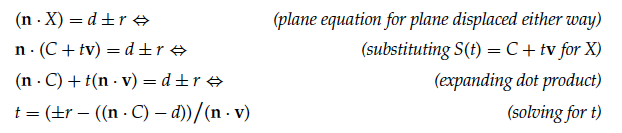 (n · X) = d ± r ⇔ (plane equation for plane displaced either way)
n · (C + tv) = d ± r ⇔ (substituting S(t) = C + tv for X)
(n · C) + t(n · v) = d ± r ⇔ (expanding dot product)
t = (±r − ((n · C) − d))/(n · v) (solving for t)